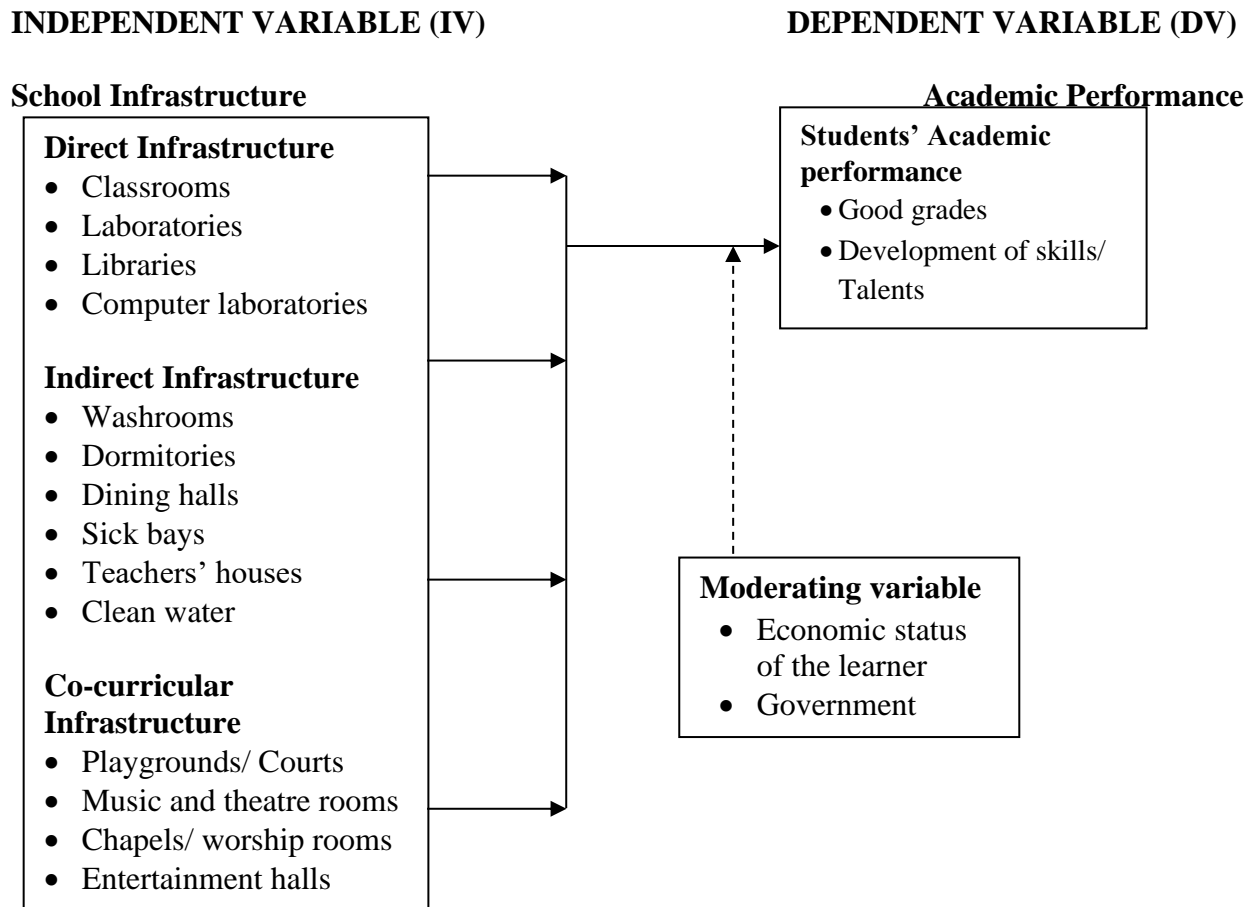 INDEPENDENT VARIABLE (IV)
DEPENDENT VARIABLE (DV)
School Infrastructure
Academic Performance
Direct Infrastructure
• Classrooms
• Laboratories
• Libraries
• Computer laboratories
Indirect Infrastructure
• Washrooms
• Dormitories
• Dining halls
• Sick bays
• Teachers’ houses
• Clean water
Co-curricular
Infrastructure
• Playgrounds/ Courts
• Music and theatre rooms
• Chapels/ worship rooms
• Entertainment halls
Students’ Academic
performance
• Good grades
• Development of skills/
Talents
Moderating variable
• Economic status
of the learner
• Government